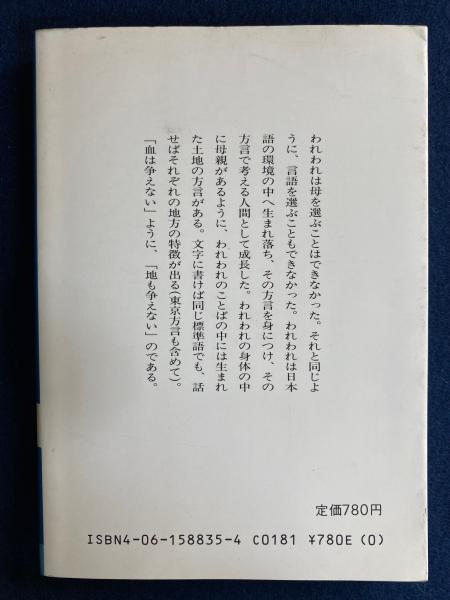 われわれは母を選ぶことはできなかった。それと同じよ
うに、言語を選ぶこともできなかった。われわれは日本
語の環境の中へ生まれ落ち、その方言を身につけ、その
方言で考える人間として成長した。われわれの身体の中
に母親があるように、われわれのことばの中には生まれ
た土地の方言がある。文字に書けば同じ標準語でも、話
せばそれぞれの地方の特徴が出る(東京方言も含めて)。
「血は争えない」ように、「地も争えない」のである。
定価780円
ISBN4-06-158835-4 C0181 ¥780E (0)